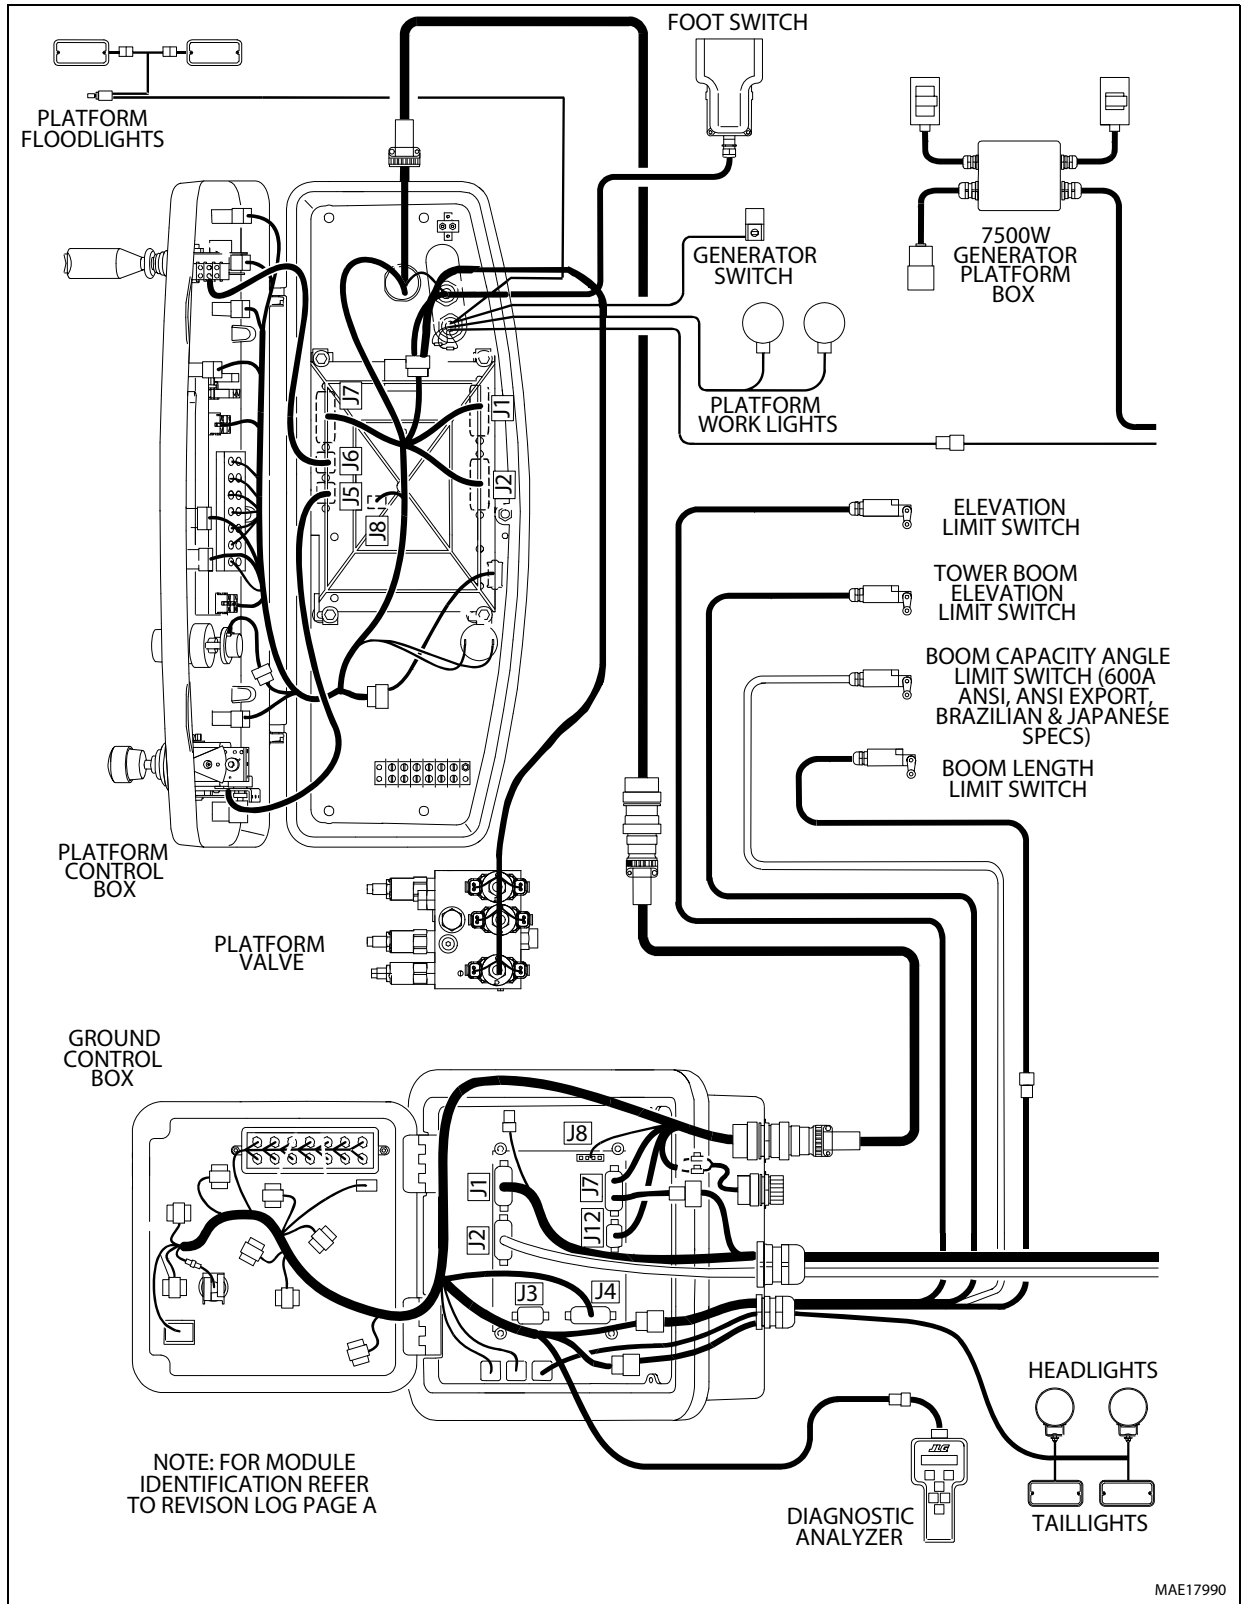 FOOT SWITCH
PLATFORM
FLOODLIGHTS
GENERATOR
SWITCH
7500W
GENERATOR
PLATFORM
BOX
PLATFORM
WORK LIGHTS
J7
J1
J6
J5
J2
J8
ELEVATION
LIMIT SWITCH
TOWER BOOM
ELEVATION
LIMIT SWITCH
BOOM CAPACITY ANGLE
LIMIT SWITCH (600A
ANSI, ANSI EXPORT,
BRAZILIAN & JAPANESE
SPECS)
BOOM LENGTH
LIMIT SWITCH
PLATFORM
CONTROL
BOX
PLATFORM
VALVE
GROUND
CONTROL
BOX
J8
J1
J7
J2
J12
J3
J4
HEADLIGHTS
TAILLIGHTS
JLG
DIAGNOSTIC
ANALYZER
NOTE: FOR MODULE
IDENTIFICATION REFER
TO REVISON LOG PAGE A
MAE17990